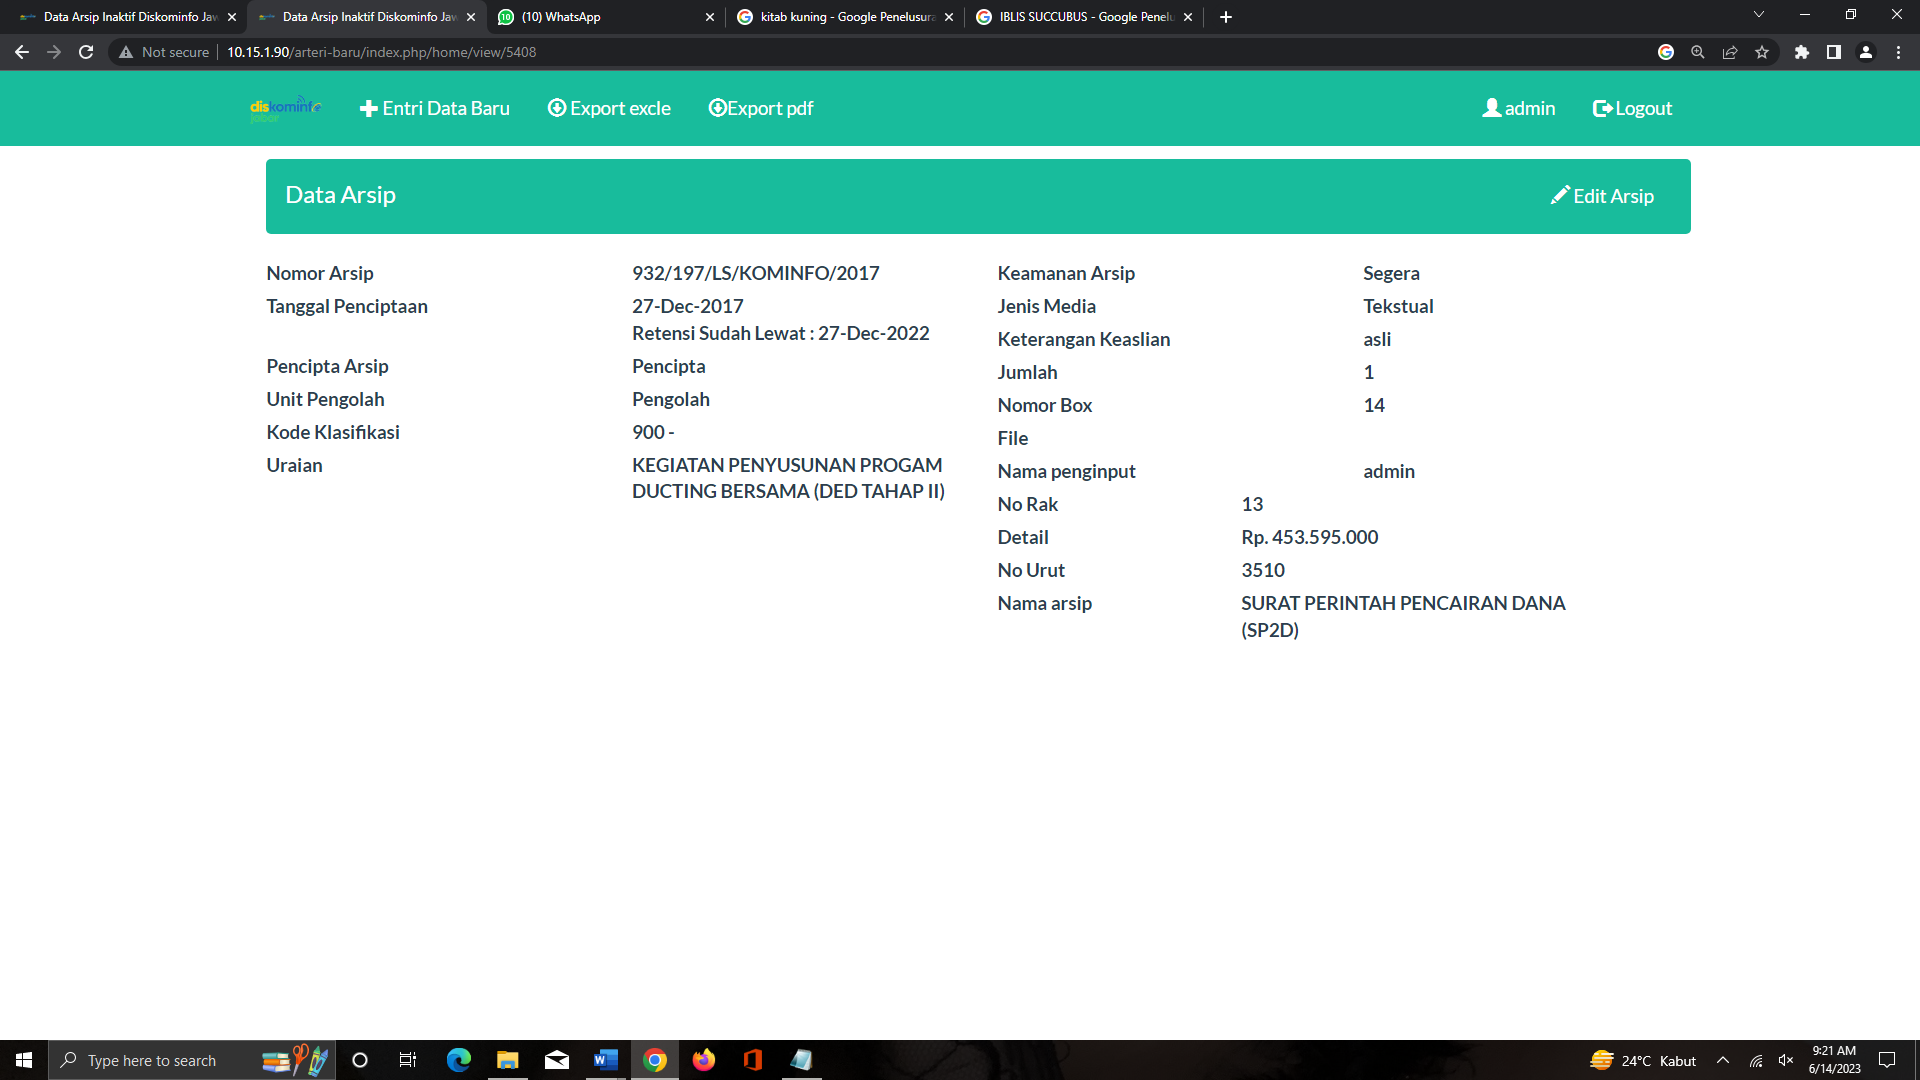 Data Arsip Inaktif Diskominfo Jaw
Data Arsip Inaktif Diskominfo Jaw
(10) WhatsApp
kitab kuning - Google Penelusura
IBLIS SUCCUBUS - Google Penelu
Not secure
10.15.1.90/arteri-baru/index.php/home/view/5408
diskominfo
jabar
Entri Data Baru
Export excle
Export pdf
admin
Logout
Data Arsip
Edit Arsip
Nomor Arsip 932/197/LS/KOMINFO/2017
Tanggal Penciptaan 27-Dec-2017
Retensi Sudah Lewat : 27-Dec-2022
Pencipta Arsip Pencipta
Unit Pengolah Pengolah
Kode Klasifikasi 900 -
Uraian KEGIATAN PENYUSUNAN PROGAM
DUCTING BERSAMA (DED TAHAP II)
Keamanan Arsip Segera
Jenis Media Tekstual
Keterangan Keaslian asli
Jumlah 1
Nomor Box 14
File
Nama penginput admin
No Rak 13
Detail Rp. 453.595.000
No Urut 3510
Nama arsip SURAT PERINTAH PENCAIRAN DANA
(SP2D)
Type here to search
24°C Kabut
9:21 AM
6/14/2023